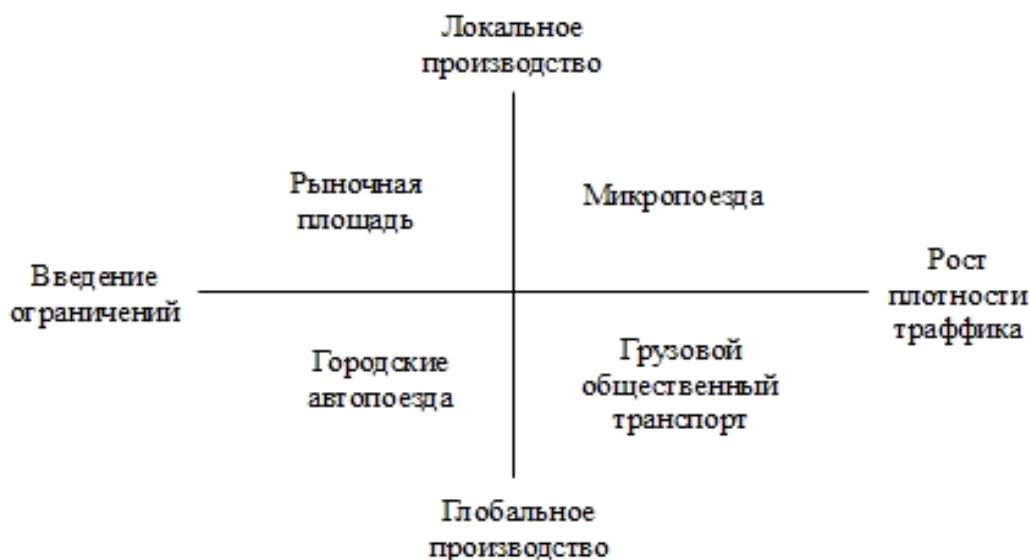 Локальное
производство
Рыночная
площадь
Микропоезда
Введение
ограничений
Рост
плотности
траффика
Городские
автопоезда
Грузовой
общественный
транспорт
Глобальное
производство